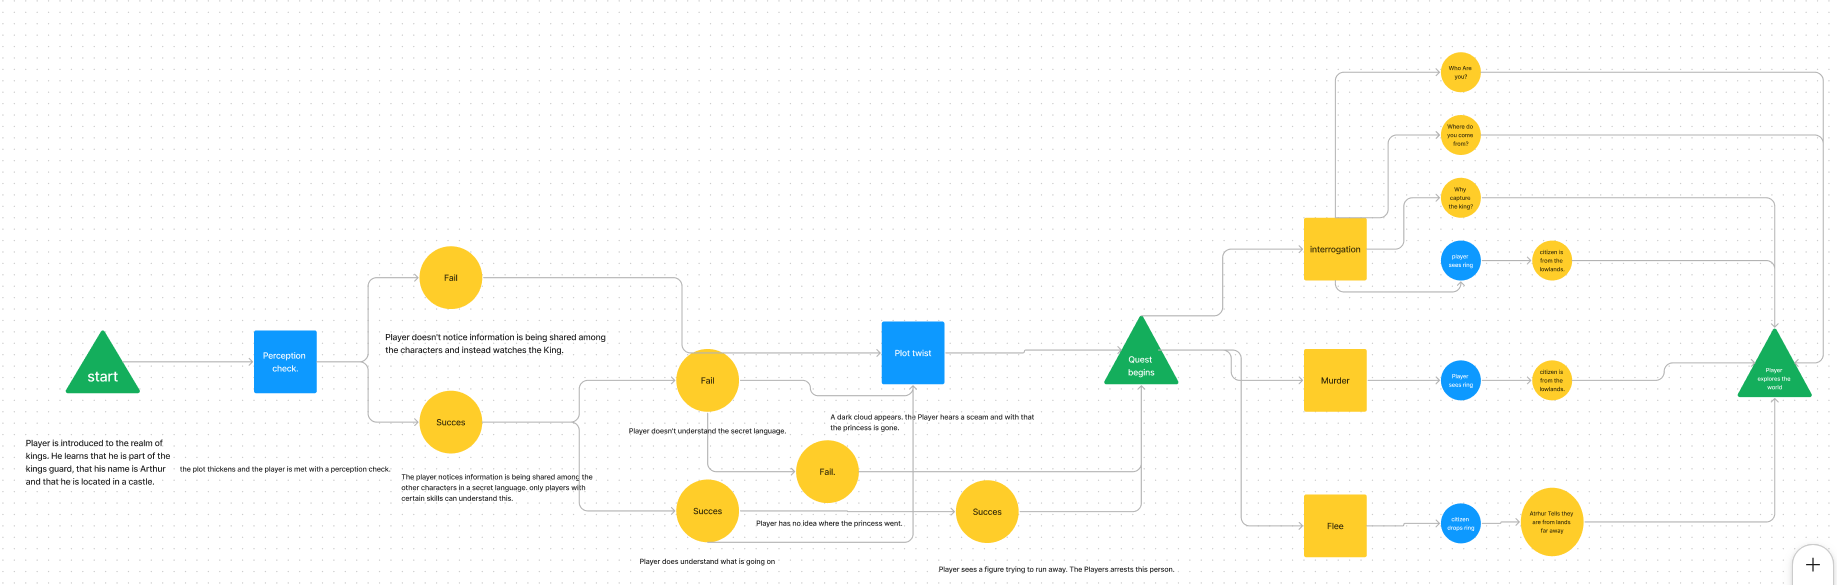 start
Player is introduced to the realm of
kings. He learns that he is part of the
kings guard, that his name is Arthur
and that he is located in a castle.
Perception
check.
the plot thickens and the player is met with a perception check.
Fail
Player doesn't notice information is being shared among
the characters and instead watches the King.
Succes
The player notices information is being shared among the
other characters in a secret language. only players with
certain skills can understand this.
Fail
Player doesn't understand the secret language.
Succes
Player does understand what is going on
Fail.
Player has no idea where the princess went.
Plot twist
A dark cloud appears. the Player hears a sceam and with that
the princess is gone.
Succes
Player sees a figure trying to run away. The Players arrests this person.
Quest
begins
interrogation
Who Are
you?
Where do
you come
from?
Why
capture
the king?
player
sees ring
citizen is
from the
lowlands.
Murder
Player
sees ring
citizen is
from the
lowlands.
Flee
citizen
drops ring
Atrhur Tells they
are from lands
far away
Player
explores the
world